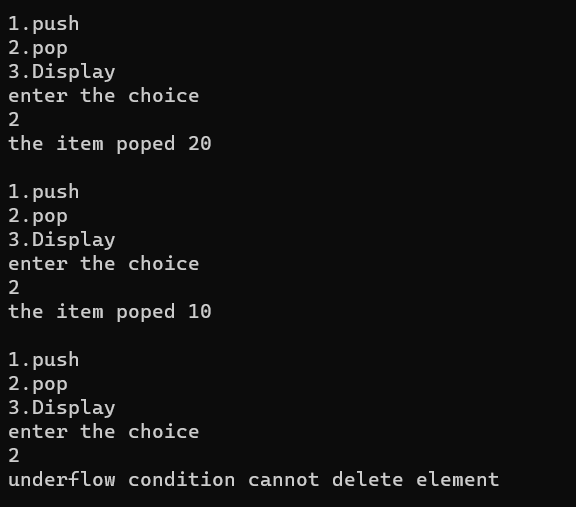 1.push
2.pop
3.Display
enter the choice
2
the item poped 20
1.push
2.pop
3.Display
enter the choice
2
the item poped 10
1.push
2.pop
3.Display
enter the choice
2
underflow condition cannot delete element